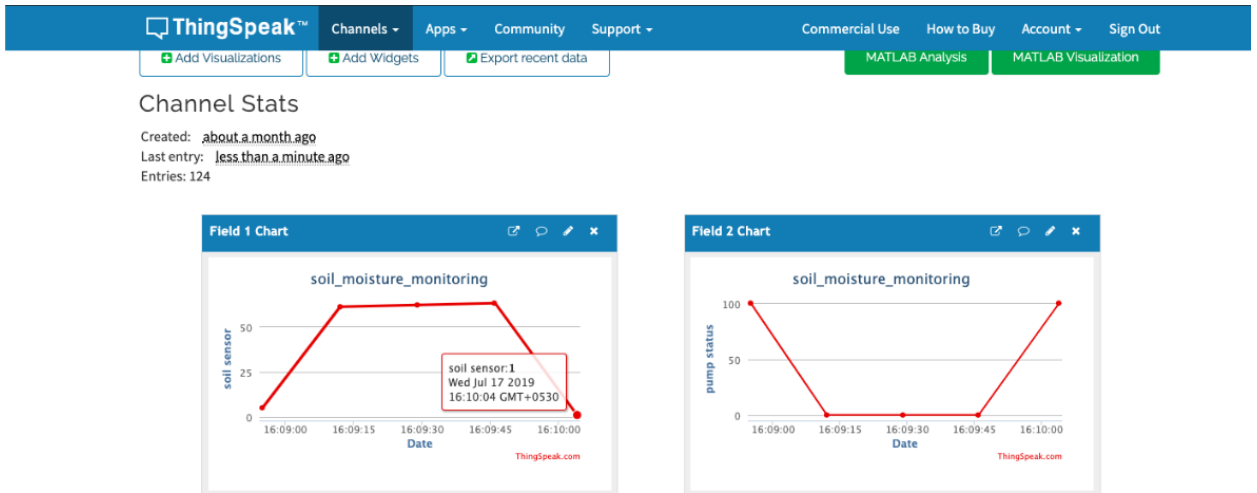 ThingSpeak™ Channels Apps Community Support Commercial Use How to Buy Account Sign Out
Add Visualizations Add Widgets Export recent data MATLAB Analysis MATLAB Visualization
Channel Stats
Created: about a month ago
Last entry: less than a minute ago
Entries: 124
Field 1 Chart
soil_moisture_monitoring
soil sensor
50
25
0
soil sensor:1
Wed Jul 17 2019
16:10:04 GMT+0530
16:09:00 16:09:15 16:09:30 16:09:45 16:10:00
Date
ThingSpeak.com
Field 2 Chart
soil_moisture_monitoring
pump status
100
50
0
16:09:00 16:09:15 16:09:30 16:09:45 16:10:00
Date
ThingSpeak.com